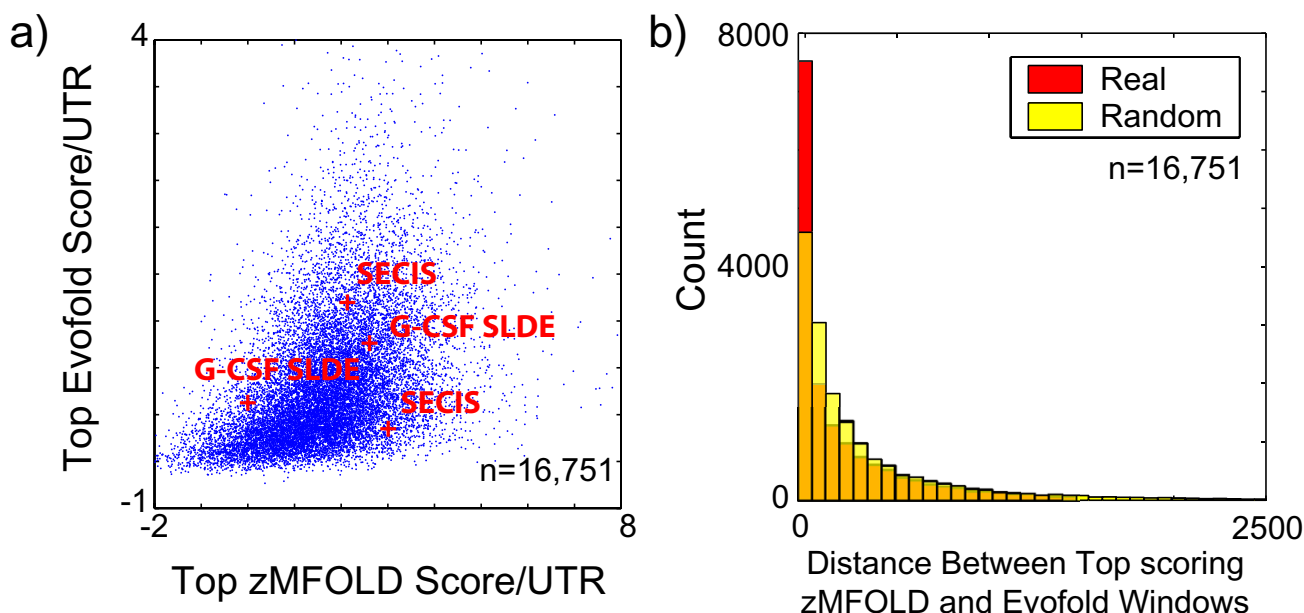 a)
4
Top Evofold Score/UTR
SECIS
G-CSF SLDE
G-CSF SLDE
SECIS
n=16,751
-1
-2
8
Top zMFOLD Score/UTR
b)
8000
Real
Random
n=16,751
Count
4000
0
0
2500
Distance Between Top scoring
zMFOLD and Evofold Windows